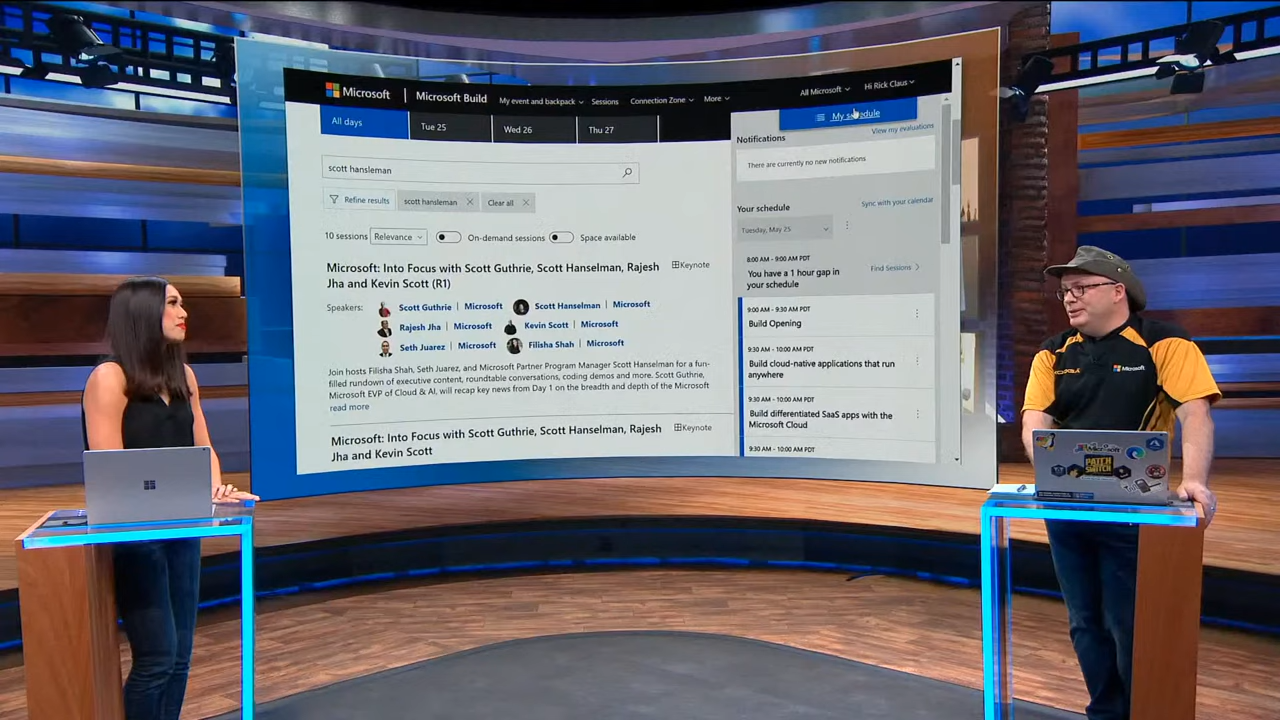 Microsoft | Microsoft Build
My event and backpack
Sessions
Connection Zone
More
All Microsoft
Hi Rick Claus
All days
Tue 25
Wed 26
Thu 27
My schedule
View my evaluations
Notifications
There are currently no new notifications
scott hansleman
Refine results
scott hansleman
Clear all
10 sessions
Relevance
On-demand sessions
Space available
Microsoft: Into Focus with Scott Guthrie, Scott Hanselman, Rajesh
Jha and Kevin Scott (R1)
Keynote
Speakers:
Scott Guthrie | Microsoft
Scott Hanselman | Microsoft
Rajesh Jha | Microsoft
Kevin Scott | Microsoft
Seth Juarez | Microsoft
Filisha Shah | Microsoft
Join hosts Filisha Shah, Seth Juarez, and Microsoft Partner Program Manager Scott Hanselman for a fun-
filled rundown of executive content, roundtable conversations, coding demos and more. Scott Guthrie,
Microsoft EVP of Cloud & AI, will recap key news from Day 1 on the breadth and depth of the Microsoft
read more
Microsoft: Into Focus with Scott Guthrie, Scott Hanselman, Rajesh
Jha and Kevin Scott
Keynote
Your schedule
Sync with your calendar
Tuesday, May 25
8:00 AM - 9:00 AM PDT
You have a 1 hour gap in
your schedule
Find Sessions
9:00 AM - 9:30 AM PDT
Build Opening
9:30 AM - 10:00 AM PDT
Build cloud-native applications that run
anywhere
9:30 AM - 10:00 AM PDT
Build differentiated SaaS apps with the
Microsoft Cloud
9:30 AM - 10:00 AM PDT
Microsoft
PATCH
SWITCH